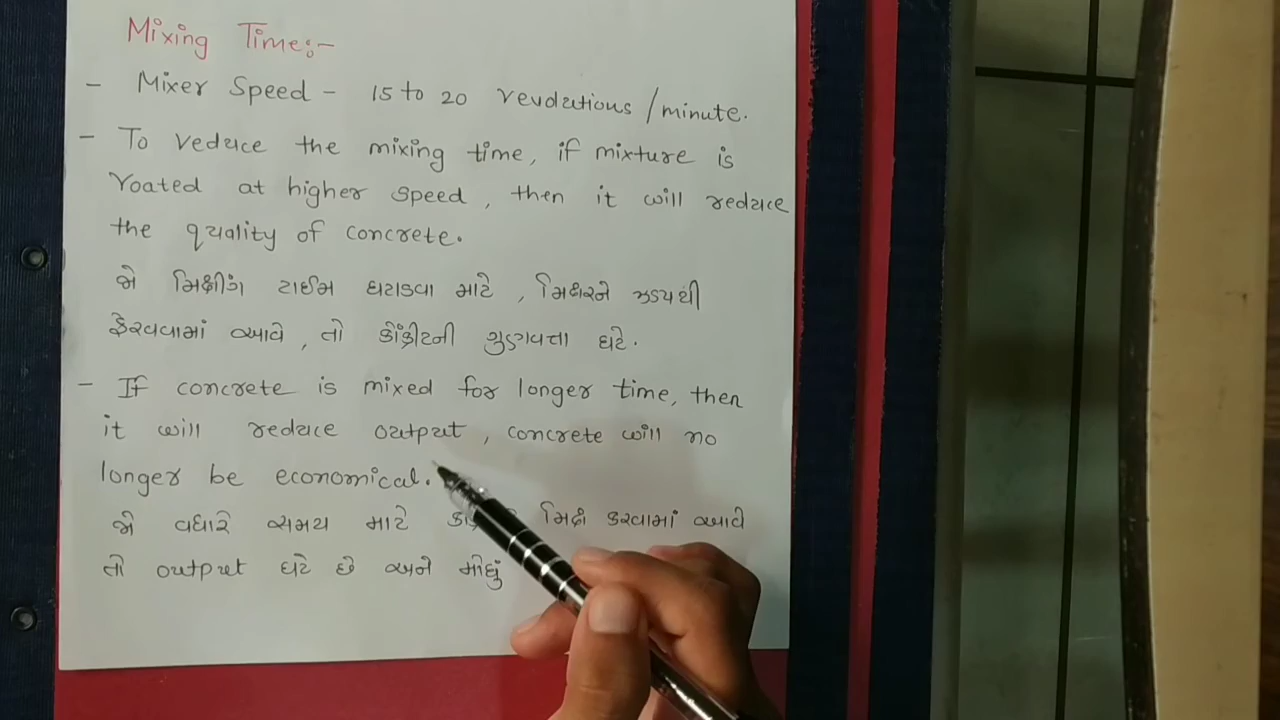 Mixing Time:-
- Mixer Speed - 15 to 20 revolutions/minute.
- To reduce the mixing time, if mixture is
roated at higher speed, then it will reduce
the quality of concrete.
જો મિક્ષીંગ ટાઈમ ઘટાડવા માટે, મિક્ષરને ઝડપથી
ફેરવવામાં આવે, તો કોંક્રીટની ગુણવત્તા ઘટે.
- If concrete is mixed for longer time, then
it will reduce output, concrete will no
longer be economical.
જો વધારે સમય માટે મિક્ષ કરવામાં આવે
તો output ઘટે છે અને મોંઘું